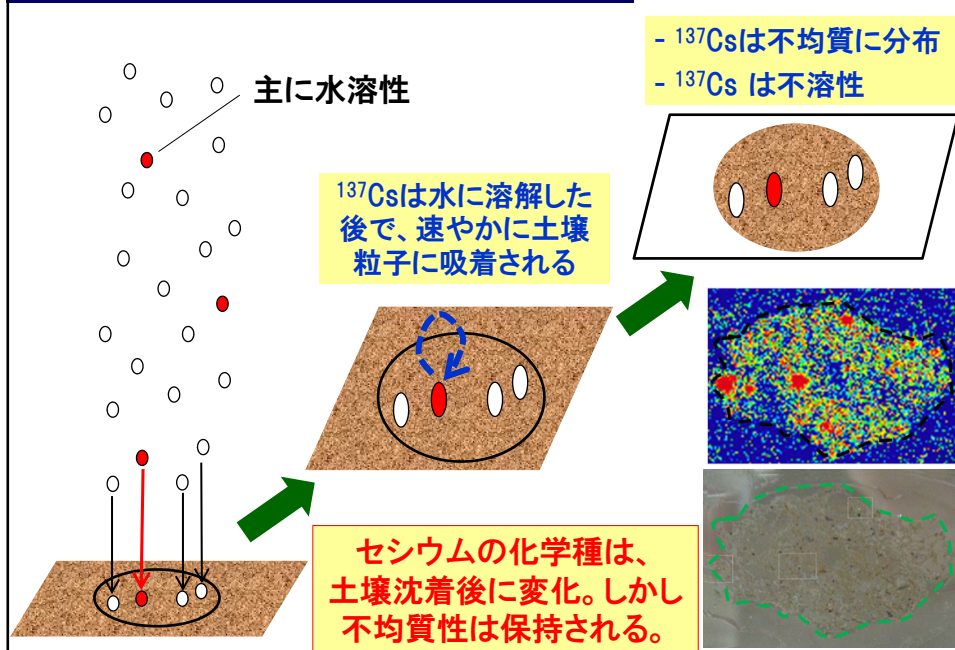 主に水溶性
- ¹³⁷Csは不均質に分布
- ¹³⁷Cs は不溶性
¹³⁷Csは水に溶解した
後で、速やかに土壌
粒子に吸着される
セシウムの化学種は、
土壌沈着後に変化。しかし
不均質性は保持される。